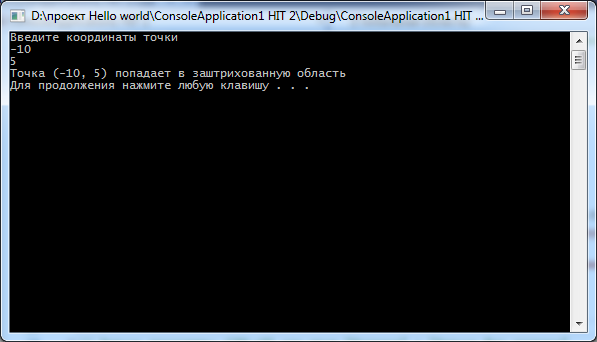 D:\проект Hello world\ConsoleApplication1 HIT 2\Debug\ConsoleApplication1 HIT ...
Введите координаты точки
-10
5
Точка (-10, 5) попадает в заштрихованную область
Для продолжения нажмите любую клавишу . . .